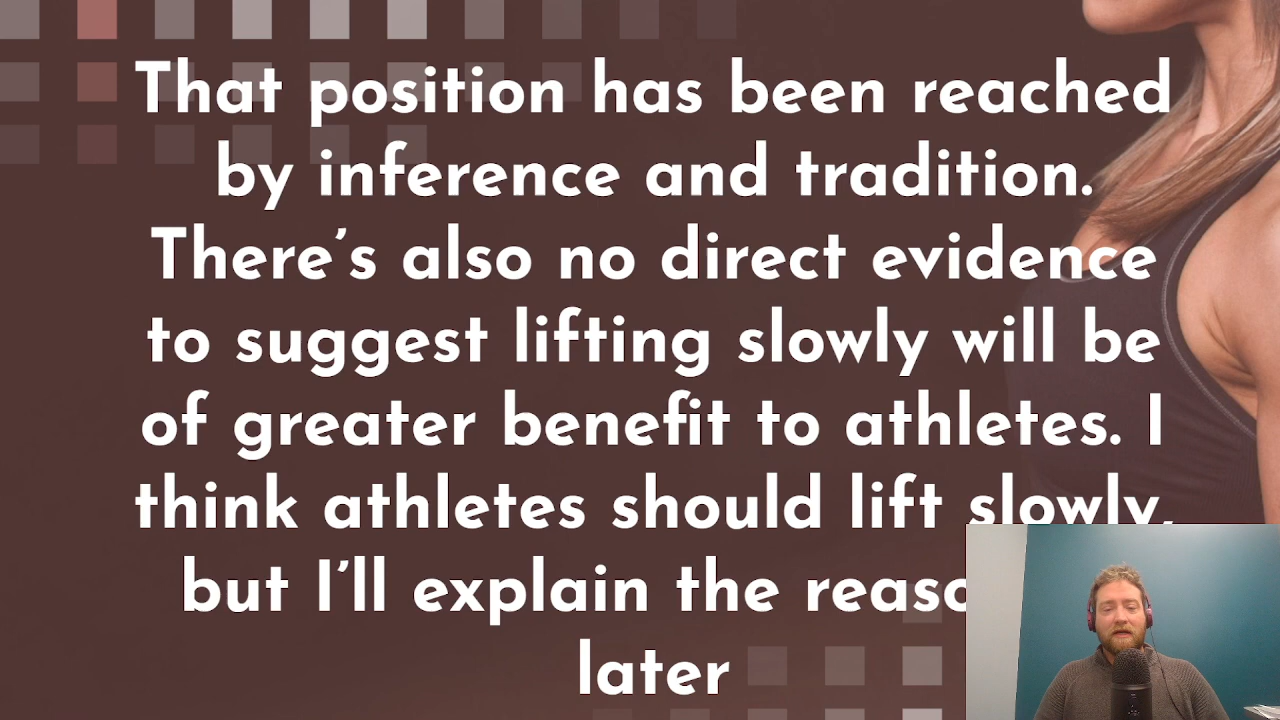 That position has been reached
by inference and tradition.
There's also no direct evidence
to suggest lifting slowly will be
of greater benefit to athletes. I
think athletes should lift slowly,
but I'll explain the
later